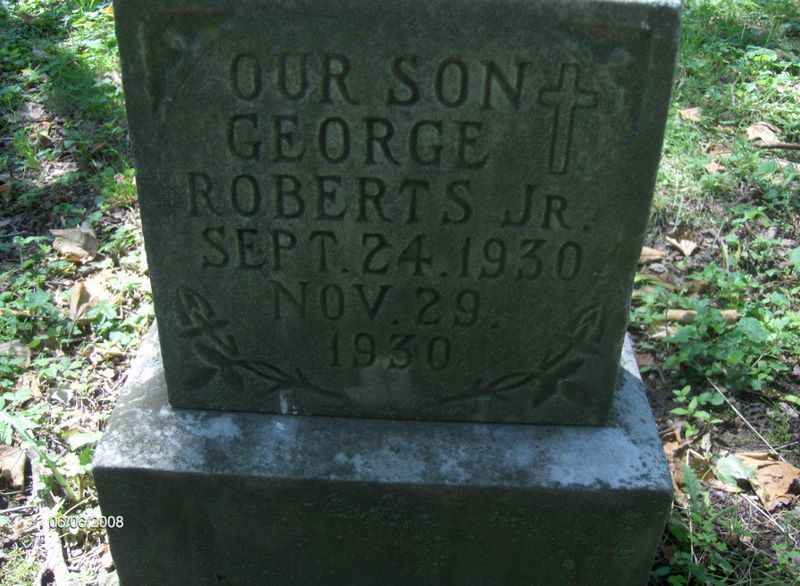 OUR SON
GEORGE
ROBERTS JR.
SEPT. 24. 1930
NOV. 29.
1930
06/06/2008